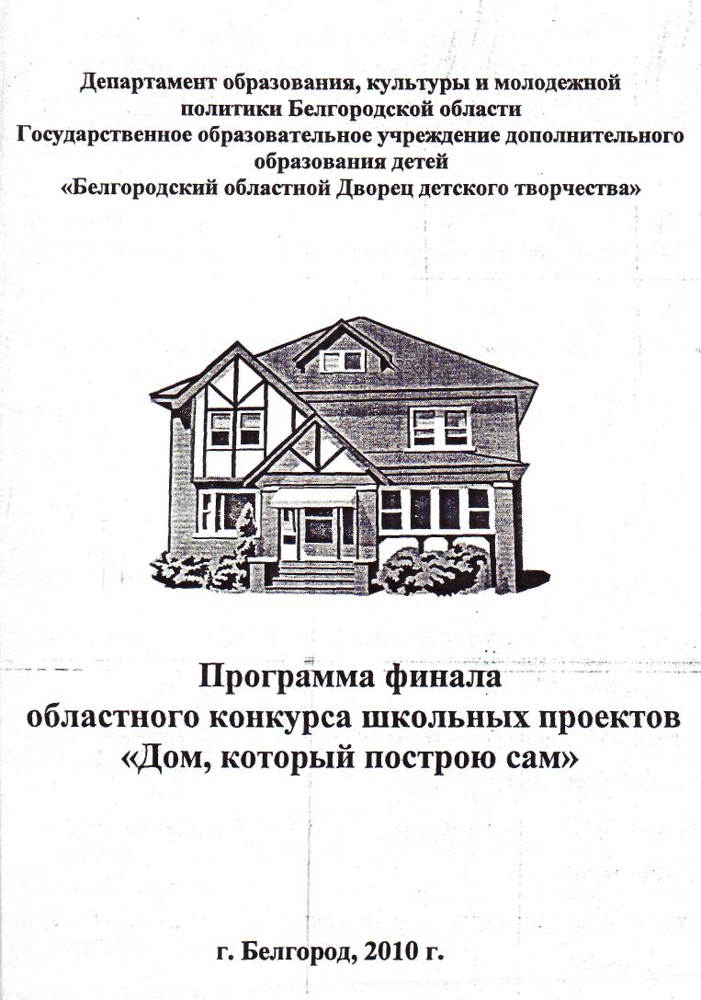 Департамент образования, культуры и молодежной
политики Белгородской области
Государственное образовательное учреждение дополнительного
образования детей
«Белгородский областной Дворец детского творчества»
Программа финала
областного конкурса школьных проектов
«Дом, который построю сам»
г. Белгород, 2010 г.